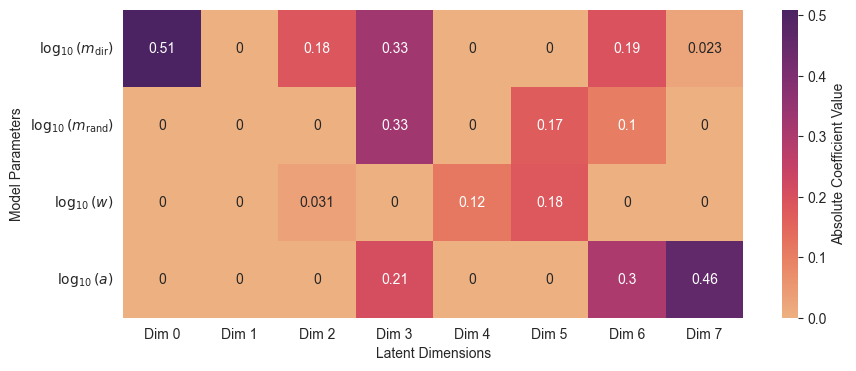 Model Parameters
log₁₀ (m_dir) 0.51 0 0.18 0.33 0 0 0.19 0.023
log₁₀ (m_rand) 0 0 0 0.33 0 0.17 0.1 0
log₁₀ (w) 0 0 0.031 0 0.12 0.18 0 0
log₁₀ (a) 0 0 0 0.21 0 0 0.3 0.46
Dim 0 Dim 1 Dim 2 Dim 3 Dim 4 Dim 5 Dim 6 Dim 7
Latent Dimensions
0.5
0.4
0.3
0.2
0.1
0.0
Absolute Coefficient Value